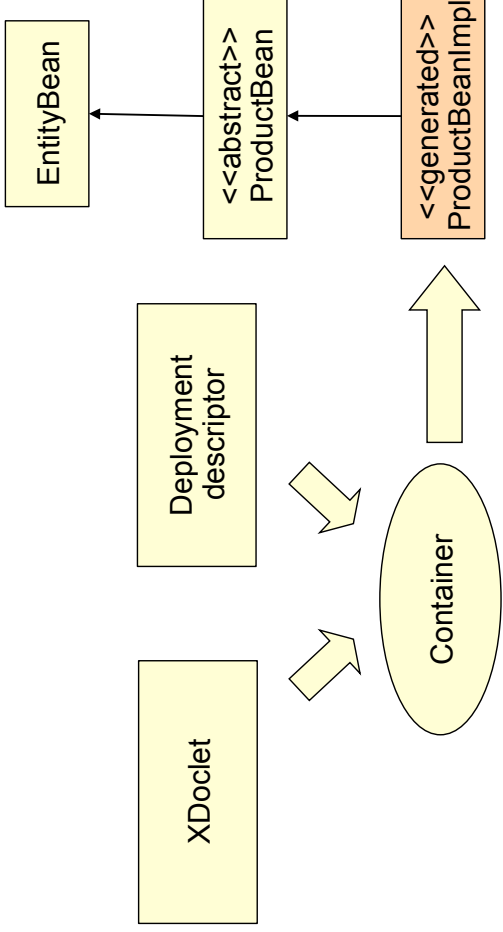 EntityBean
<<abstract>>
ProductBean
<<generated>>
ProductBeanImpl
Deployment
descriptor
XDoclet
Container